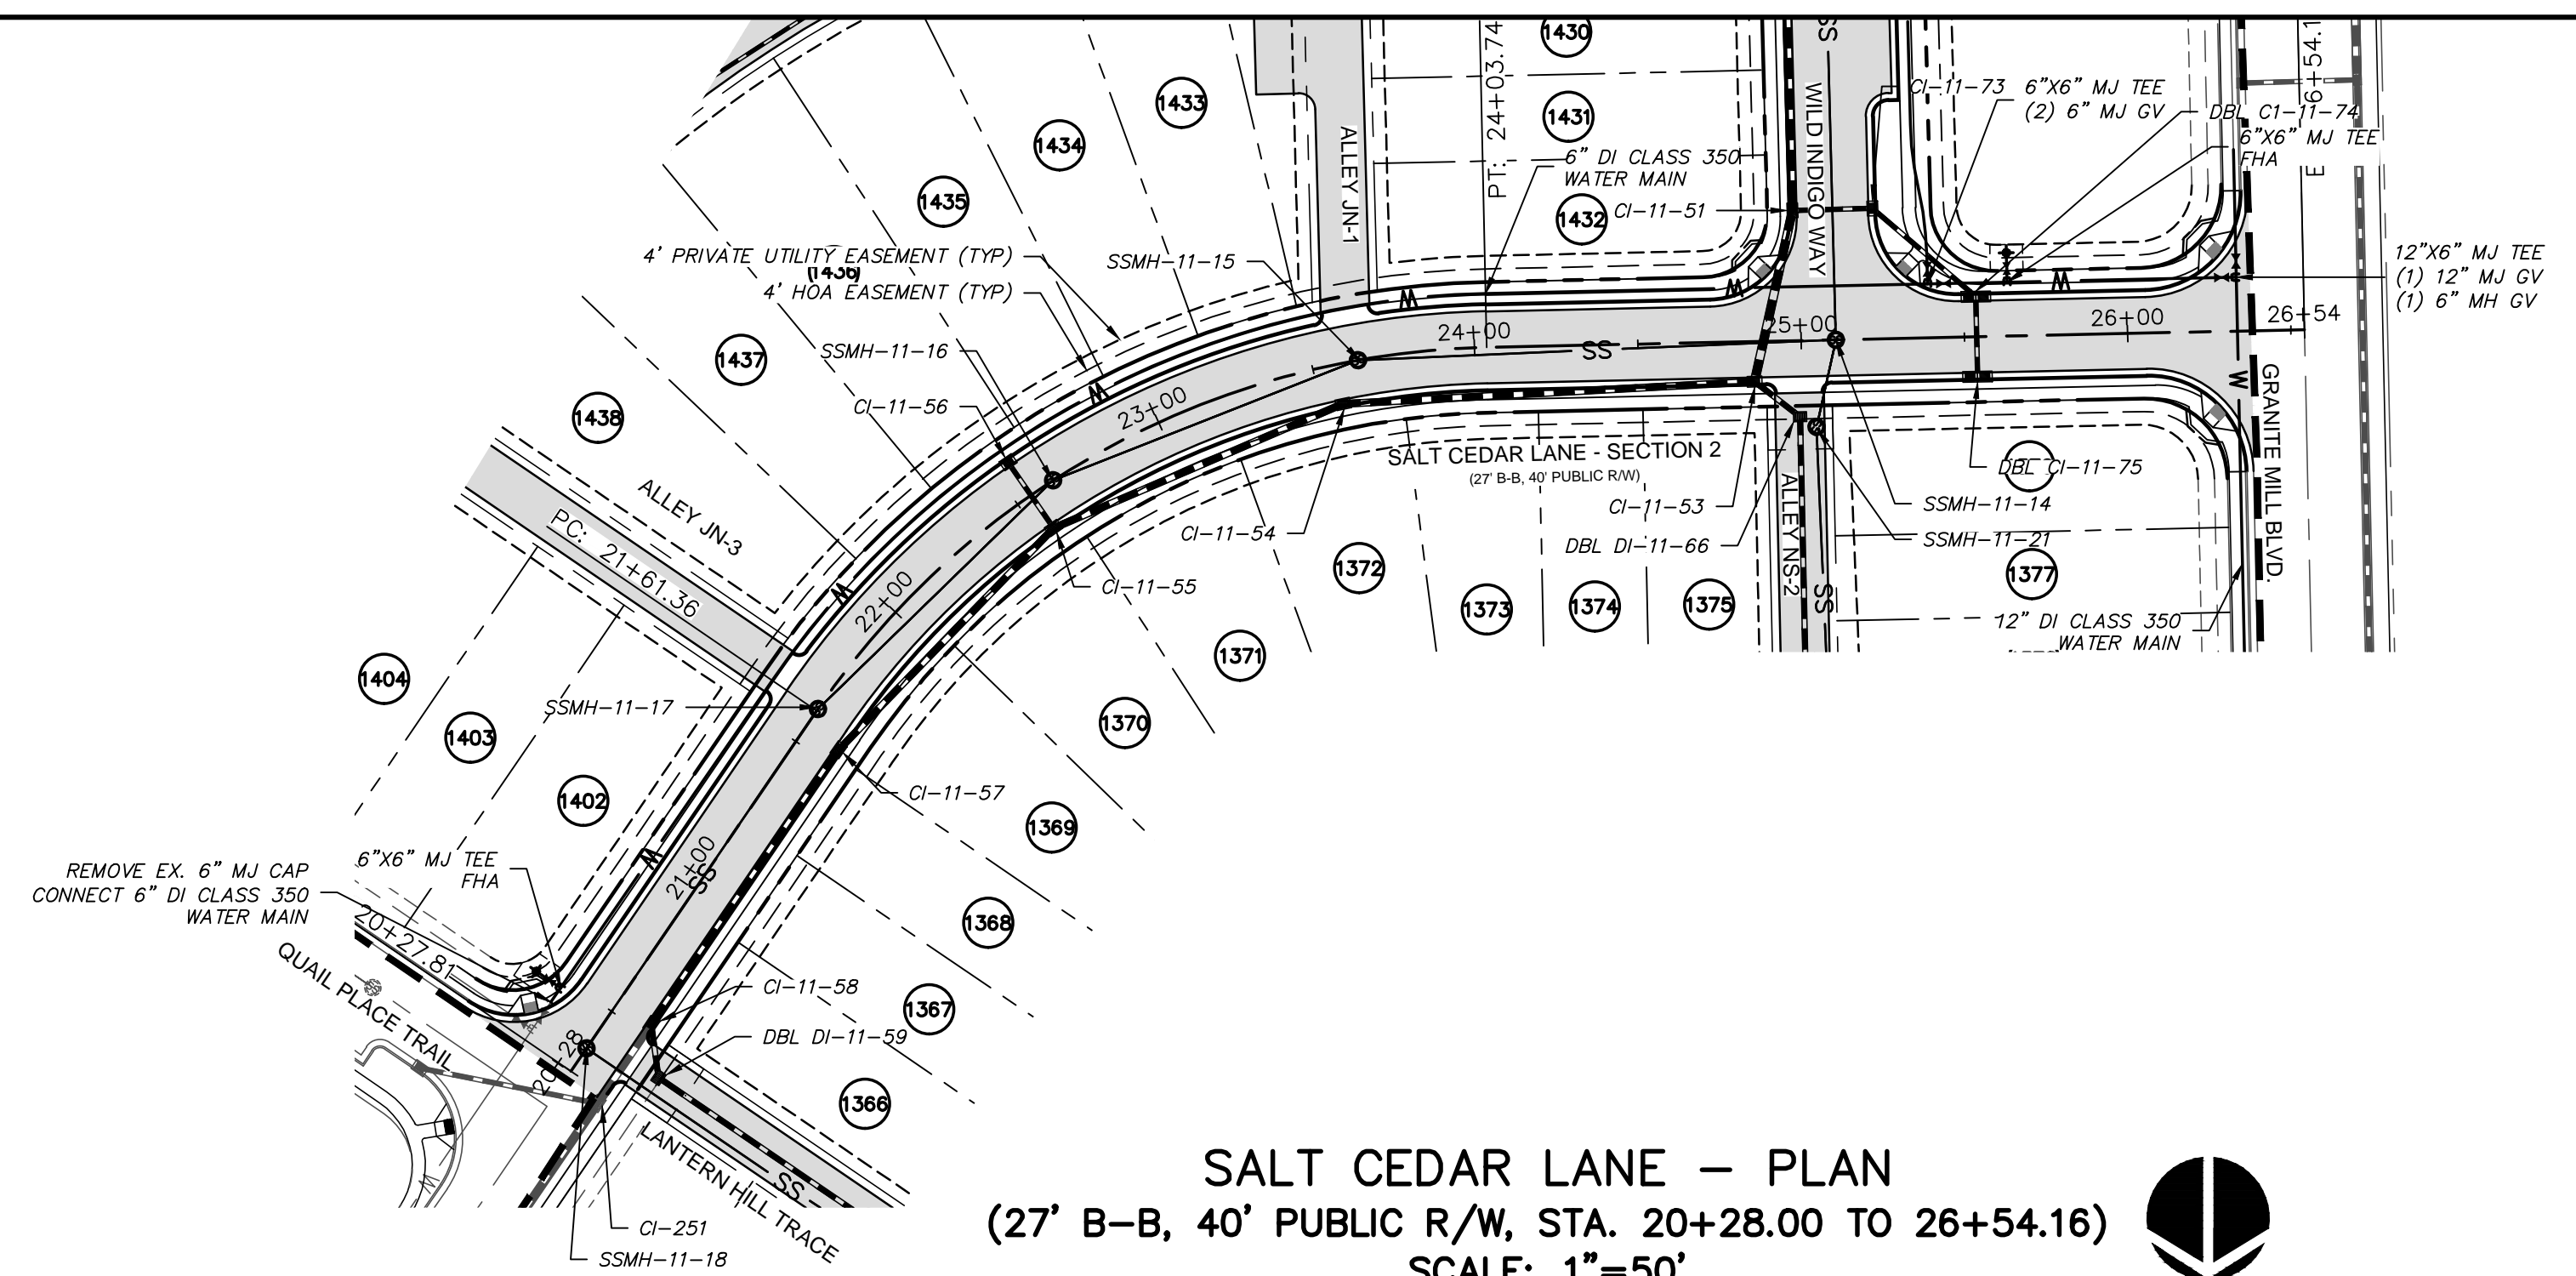 1430
1433
1431
1434
1435
1432
ALLEY JN-1
PT: 24+03.74
WILD INDIGO WAY
SS
CI-11-73
6"X6" MJ TEE
(2) 6" MJ GV
DBL C1-11-74
6"X6" MJ TEE
FHA
6+54.1
E
6" DI CLASS 350
WATER MAIN
CI-11-51
4' PRIVATE UTILITY EASEMENT (TYP)
(1436)
4' HOA EASEMENT (TYP)
SSMH-11-15
12"X6" MJ TEE
(1) 12" MJ GV
(1) 6" MH GV
W
W
W
24+00
25+00
26+00
26+54
SS
1437
SSMH-11-16
CI-11-56
1438
W
23+00
W
GRANITE MILL BLVD.
SALT CEDAR LANE - SECTION 2
(27' B-B, 40' PUBLIC R/W)
DBL CI-11-75
ALLEY JN-3
PC: 21+61.36
CI-11-54
CI-11-53
DBL DI-11-66
ALLEY NS-2
SS
SSMH-11-14
SSMH-11-21
CI-11-55
W
22+00
1372
1373
1374
1375
1377
12" DI CLASS 350
WATER MAIN
1371
1404
1403
SSMH-11-17
1370
1402
CI-11-57
1369
W
21+00
SS
6"X6" MJ TEE
FHA
REMOVE EX. 6" MJ CAP
CONNECT 6" DI CLASS 350
WATER MAIN
20+27.81
1368
QUAIL PLACE TRAIL
CI-11-58
1367
DBL DI-11-59
20+28
1366
LANTERN HILL TRACE
SS
W
CI-251
SSMH-11-18
SALT CEDAR LANE – PLAN
(27' B-B, 40' PUBLIC R/W, STA. 20+28.00 TO 26+54.16)
SCALE: 1"=50'